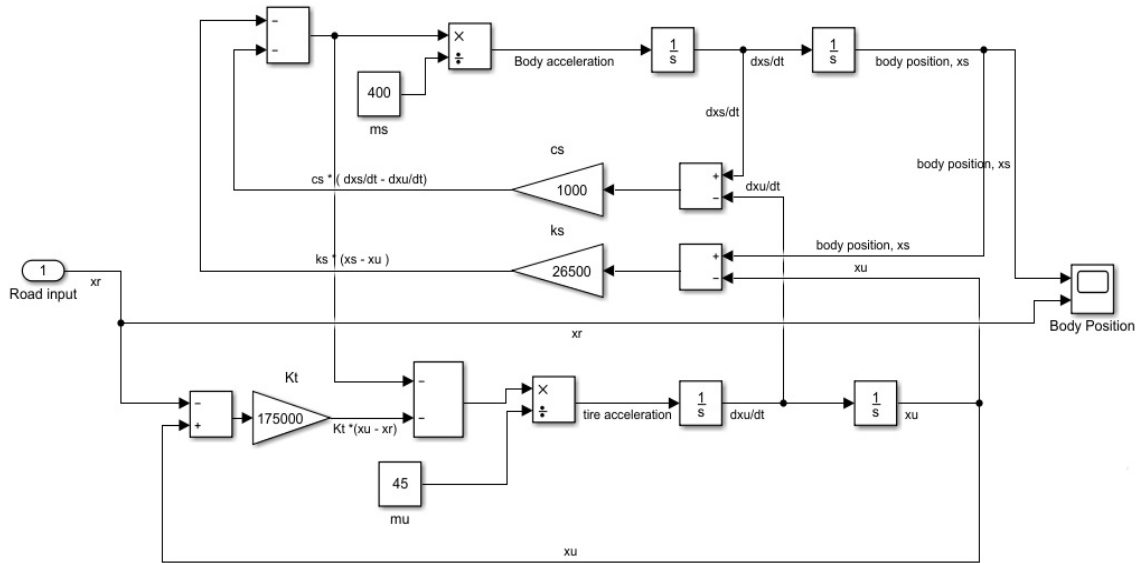 −
−
×
÷
Body acceleration
1
s
dxs/dt
1
s
body position, xs
400
ms
dxs/dt
cs
body position, xs
cs * ( dxs/dt - dxu/dt)
1000
+
−
dxu/dt
ks
body position, xs
ks * (xs - xu )
26500
+
−
xu
1
xr
Road input
Body Position
xr
Kt
−
+
175000
−
−
Kt *(xu - xr)
×
÷
tire acceleration
1
s
dxu/dt
1
s
xu
45
mu
xu